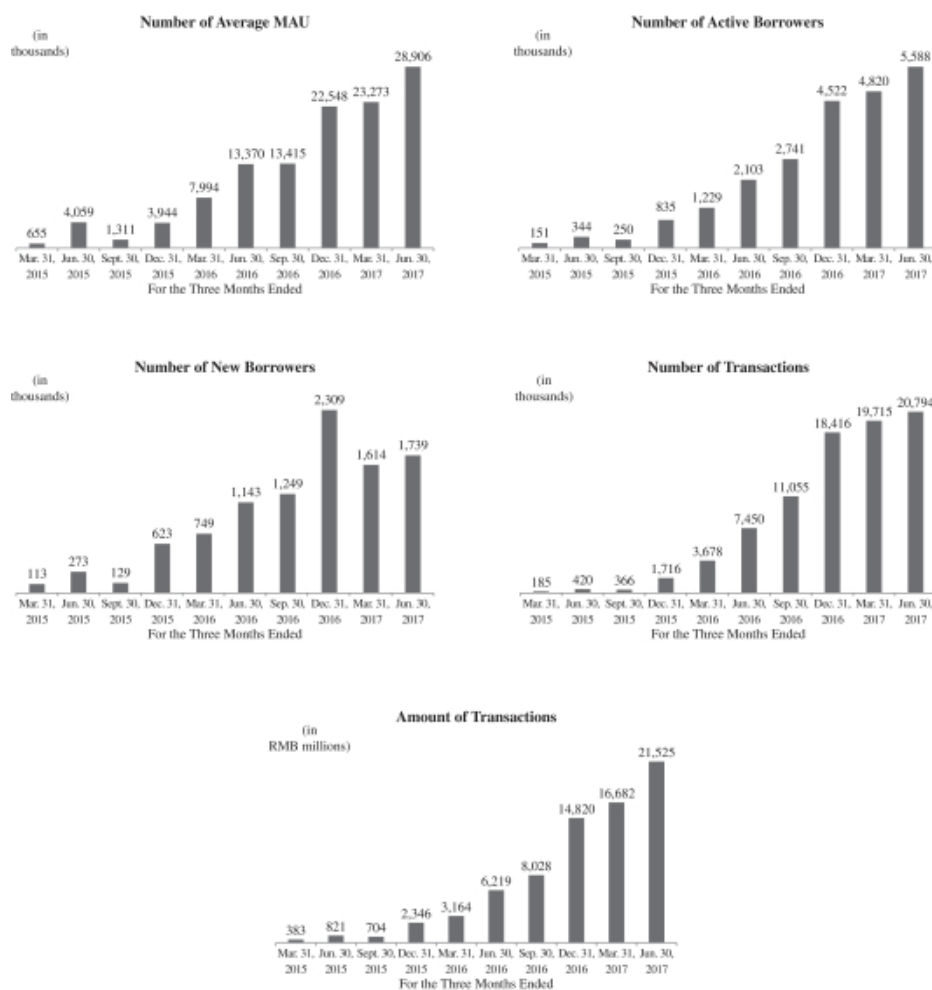 Number of Average MAU
(in
thousands)
28,906
22,548 23,273
13,370 13,415
7,994
4,059
3,944
1,311
655
Mar. 31, Jun. 30, Sept. 30, Dec. 31, Mar. 31, Jun. 30, Sep. 30, Dec. 31, Mar. 31, Jun. 30,
2015 2015 2015 2015 2016 2016 2016 2016 2017 2017
For the Three Months Ended
Number of Active Borrowers
(in
thousands)
5,588
4,522 4,820
2,741
2,103
1,229
835
151 344 250
Mar. 31, Jun. 30, Sept. 30, Dec. 31, Mar. 31, Jun. 30, Sep. 30, Dec. 31, Mar. 31, Jun. 30,
2015 2015 2015 2015 2016 2016 2016 2016 2017 2017
For the Three Months Ended
Number of New Borrowers
(in
thousands)
2,309
1,614 1,739
1,143 1,249
623 749
113 273 129
Mar. 31, Jun. 30, Sept. 30, Dec. 31, Mar. 31, Jun. 30, Sep. 30, Dec. 31, Mar. 31, Jun. 30,
2015 2015 2015 2015 2016 2016 2016 2016 2017 2017
For the Three Months Ended
Number of Transactions
(in
thousands)
18,416 19,715 20,794
11,055
7,450
3,678
1,716
185 420 366
Mar. 31, Jun. 30, Sept. 30, Dec. 31, Mar. 31, Jun. 30, Sep. 30, Dec. 31, Mar. 31, Jun. 30,
2015 2015 2015 2015 2016 2016 2016 2016 2017 2017
For the Three Months Ended
Amount of Transactions
(in
RMB millions)
21,525
16,682
14,820
8,028
6,219
2,346 3,164
383 821 704
Mar. 31, Jun. 30, Sept. 30, Dec. 31, Mar. 31, Jun. 30, Sep. 30, Dec. 31, Mar. 31, Jun. 30,
2015 2015 2015 2015 2016 2016 2016 2016 2017 2017
For the Three Months Ended